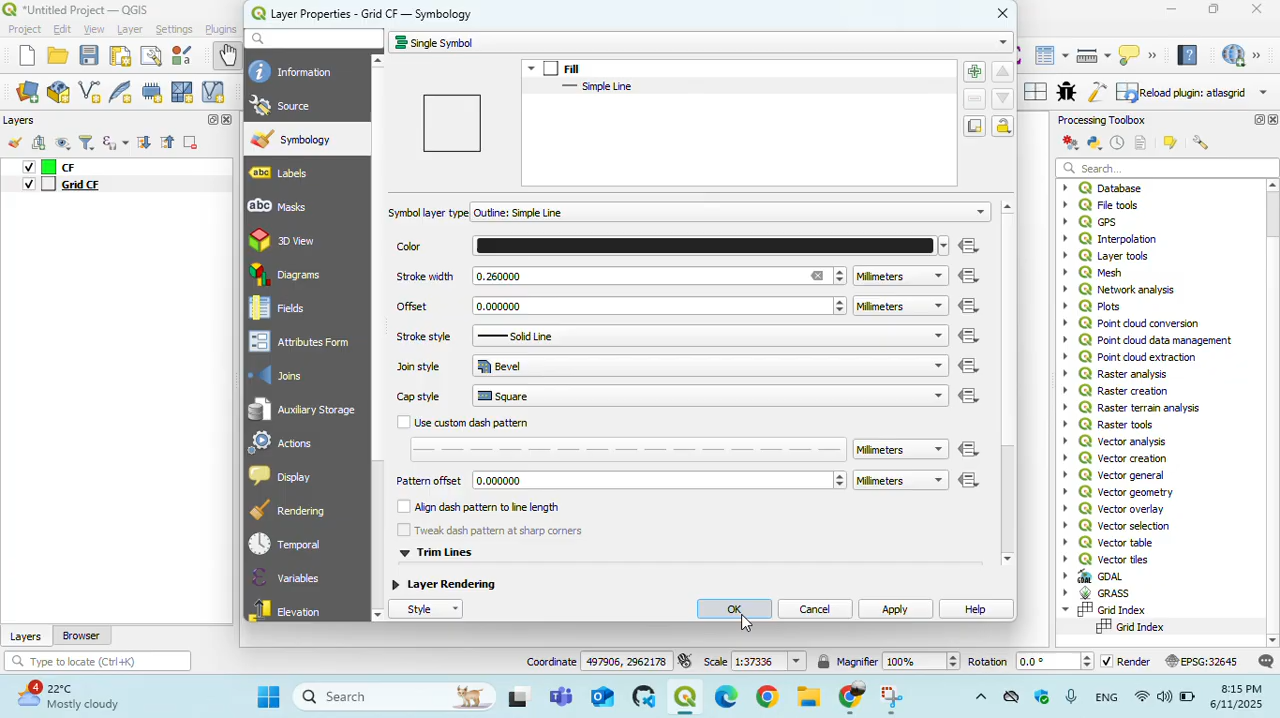 *Untitled Project — QGIS
Layer Properties - Grid CF — Symbology
Project Edit View Layer Settings Plugins
Single Symbol
Information
Source
Symbology
Labels
Masks
3D View
Diagrams
Fields
Attributes Form
Joins
Auxiliary Storage
Actions
Display
Rendering
Temporal
Variables
Elevation
Fill
Simple Line
Symbol layer type Outline: Simple Line
Color
Stroke width 0.260000 Millimeters
Offset 0.000000 Millimeters
Stroke style Solid Line
Join style Bevel
Cap style Square
Use custom dash pattern
Millimeters
Pattern offset 0.000000 Millimeters
Align dash pattern to line length
Tweak dash pattern at sharp corners
Trim Lines
Layer Rendering
Style OK Cancel Apply Help
Layers
CF
Grid CF
Layers Browser
Reload plugin: atlasgrid
Processing Toolbox
Search...
Database
File tools
GPS
Interpolation
Layer tools
Mesh
Network analysis
Plots
Point cloud conversion
Point cloud data management
Point cloud extraction
Raster analysis
Raster creation
Raster terrain analysis
Raster tools
Vector analysis
Vector creation
Vector general
Vector geometry
Vector overlay
Vector selection
Vector table
Vector tiles
GDAL
GRASS
Grid Index
Grid Index
Type to locate (Ctrl+K)
Coordinate 497906, 2962178 Scale 1:37336 Magnifier 100% Rotation 0.0 ° Render EPSG:32645
4
22°C
Mostly cloudy
Search
ENG
8:15 PM
6/11/2025